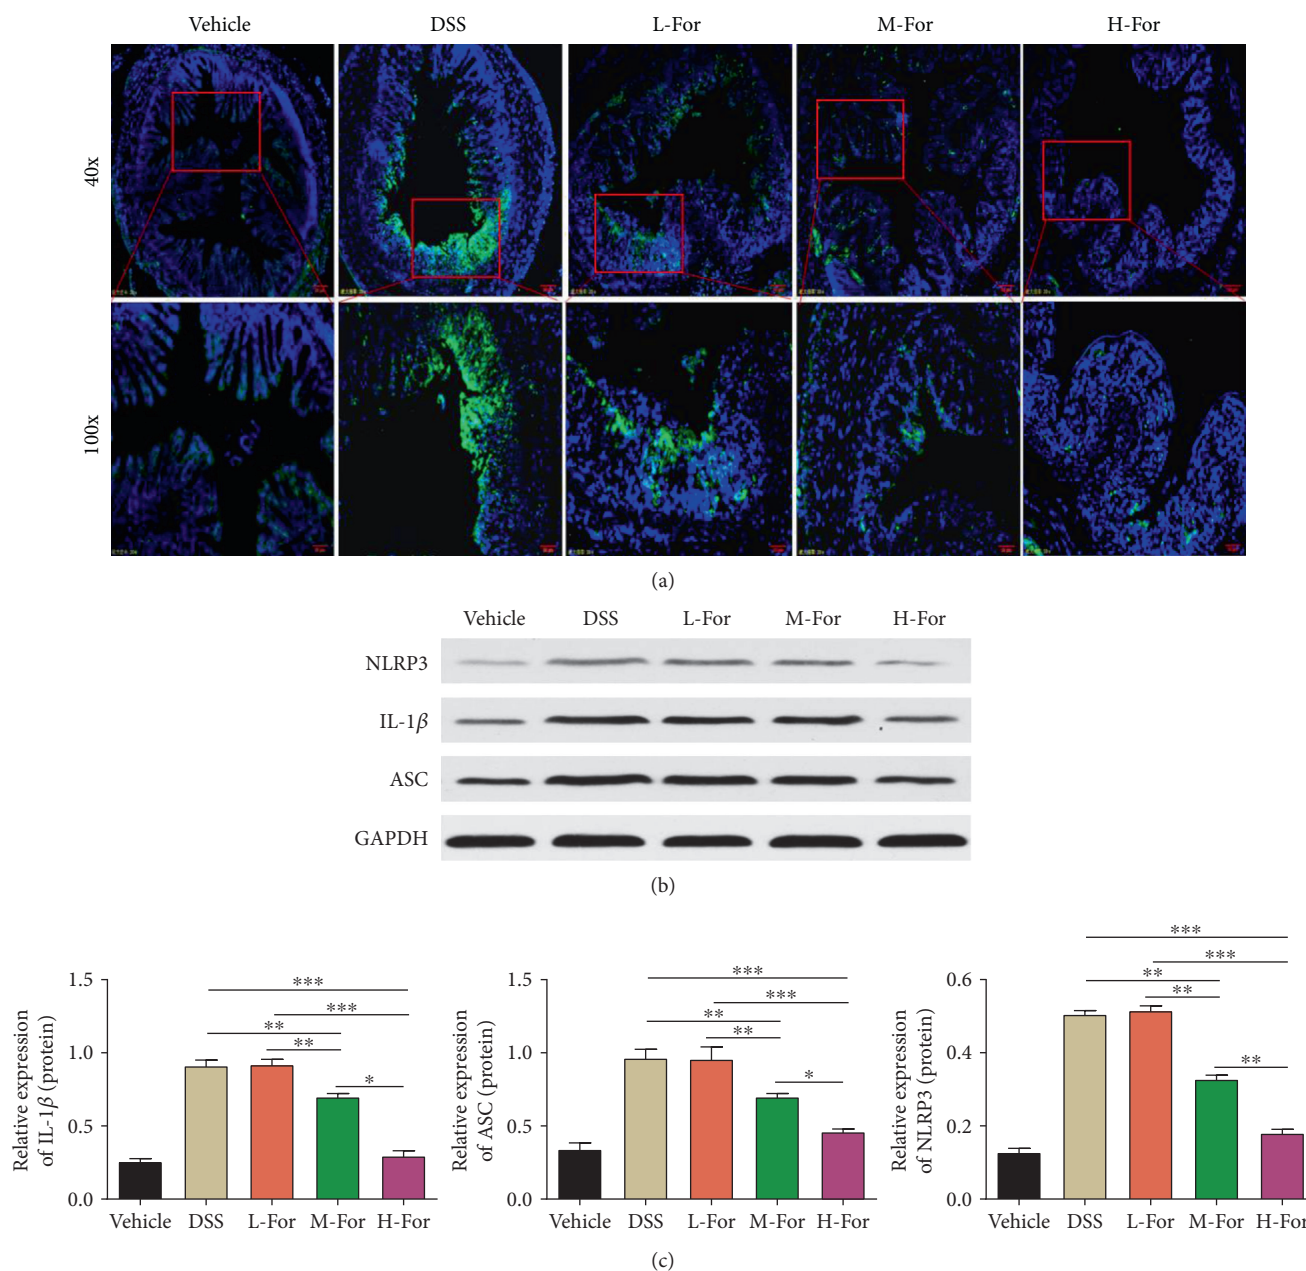 Vehicle DSS L-For M-For H-For
40x
100x
(a)
Vehicle DSS L-For M-For H-For
NLRP3
IL-1β
ASC
GAPDH
(b)
Relative expression
of IL-1β (protein)
1.5
1.0
0.5
0.0
***
***
**
**
*
Vehicle DSS L-For M-For H-For
Relative expression
of ASC (protein)
1.5
1.0
0.5
0.0
***
***
**
**
*
Vehicle DSS L-For M-For H-For
Relative expression
of NLRP3 (protein)
0.6
0.4
0.2
0.0
***
***
**
**
**
Vehicle DSS L-For M-For H-For
(c)